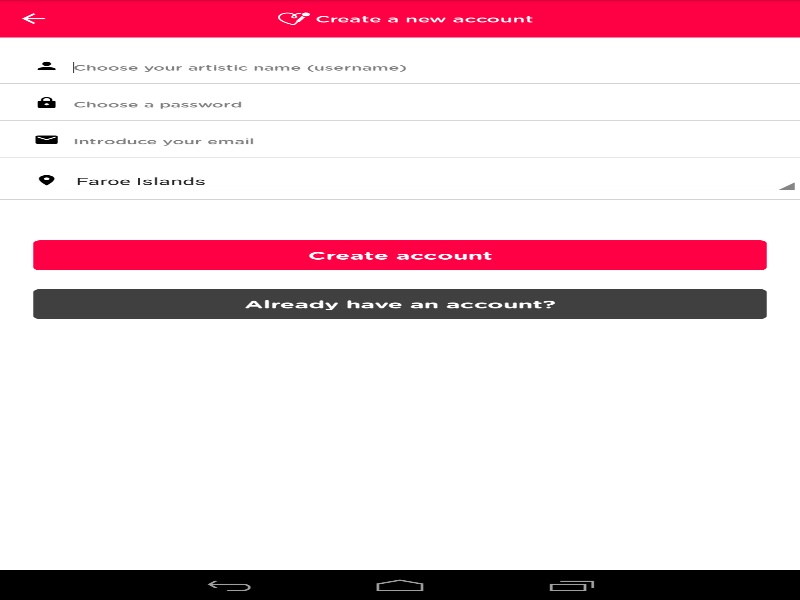 Create a new account
Choose your artistic name (username)
Choose a password
Introduce your email
Faroe Islands
Create account
Already have an account?